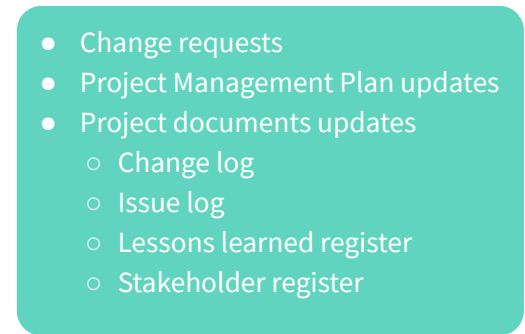 ● Change requests
● Project Management Plan updates
● Project documents updates
○ Change log
○ Issue log
○ Lessons learned register
○ Stakeholder register